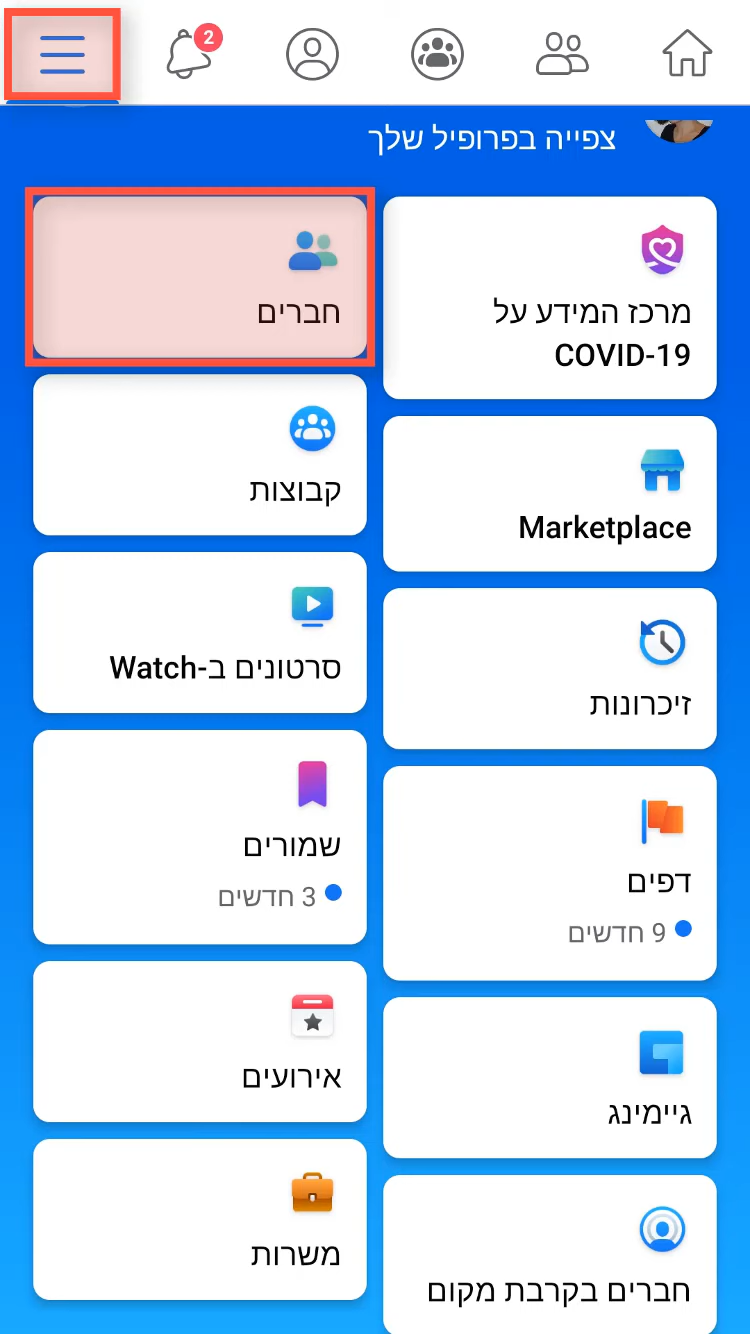 2
צפייה בפרופיל שלך
מרכז המידע על
COVID-19
חברים
Marketplace
קבוצות
זיכרונות
סרטונים ב-Watch
דפים
9 חדשים
שמורים
3 חדשים
גיימינג
אירועים
חברים בקרבת מקום
משרות